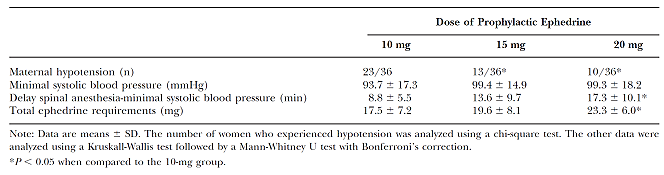 Dose of Prophylactic Ephedrine
10 mg 15 mg 20 mg
Maternal hypotension (n) 23/36 13/36* 10/36*
Minimal systolic blood pressure (mmHg) 93.7 ± 17.3 99.4 ± 14.9 99.3 ± 18.2
Delay spinal anesthesia-minimal systolic blood pressure (min) 8.8 ± 5.5 13.6 ± 9.7 17.3 ± 10.1*
Total ephedrine requirements (mg) 17.5 ± 7.2 19.6 ± 8.1 23.3 ± 6.0*
Note: Data are means ± SD. The number of women who experienced hypotension was analyzed using a chi-square test. The other data were
analyzed using a Kruskall-Wallis test followed by a Mann-Whitney U test with Bonferroni's correction.
*P < 0.05 when compared to the 10-mg group.